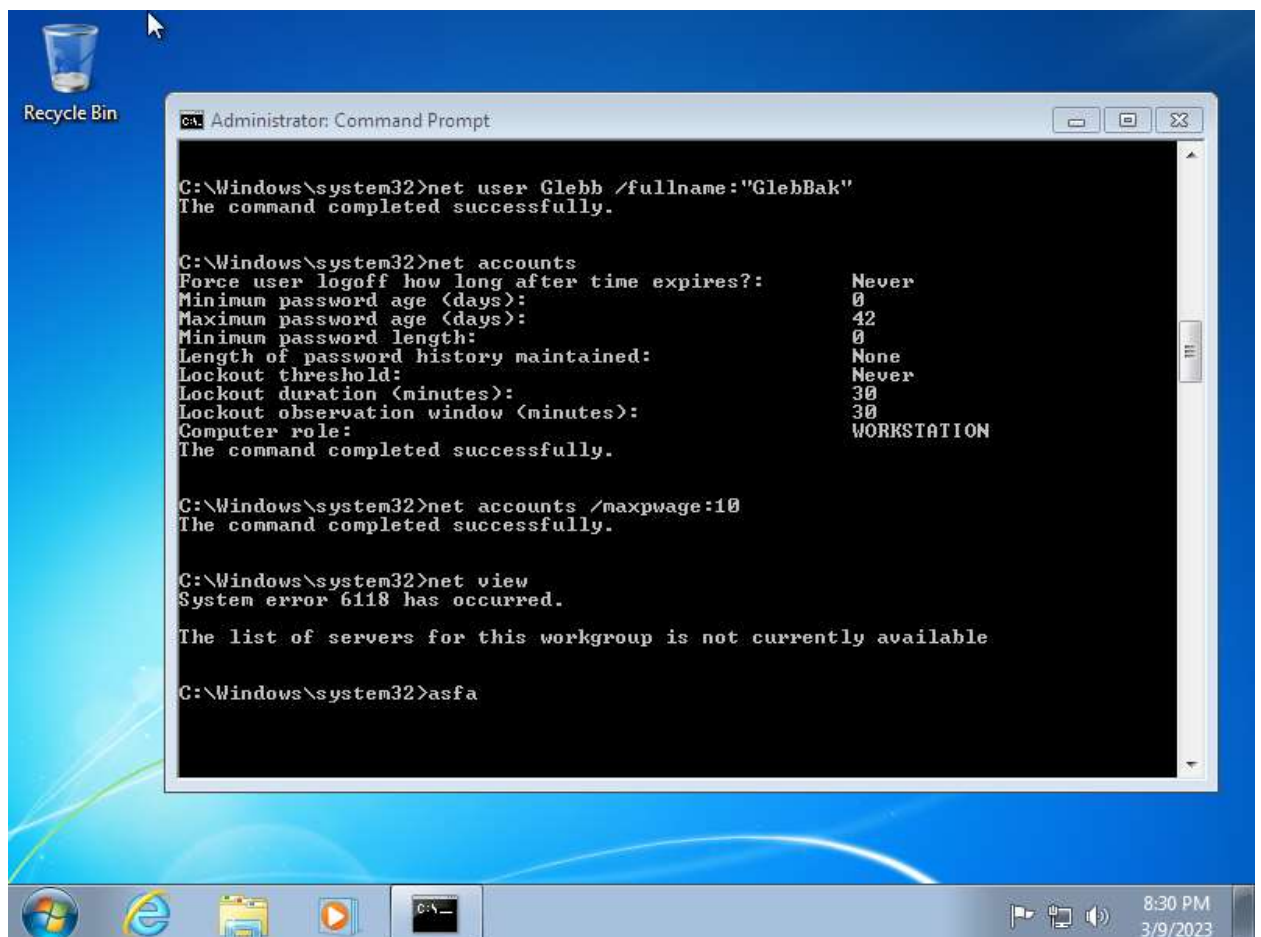 Recycle Bin
Administrator: Command Prompt
C:\Windows\system32>net user Glebb /fullname:"GlebBak"
The command completed successfully.
C:\Windows\system32>net accounts
Force user logoff how long after time expires?: Never
Minimum password age (days): 0
Maximum password age (days): 42
Minimum password length: 0
Length of password history maintained: None
Lockout threshold: Never
Lockout duration (minutes): 30
Lockout observation window (minutes): 30
Computer role: WORKSTATION
The command completed successfully.
C:\Windows\system32>net accounts /maxpwage:10
The command completed successfully.
C:\Windows\system32>net view
System error 6118 has occurred.
The list of servers for this workgroup is not currently available
C:\Windows\system32>asfa
8:30 PM
3/9/2023